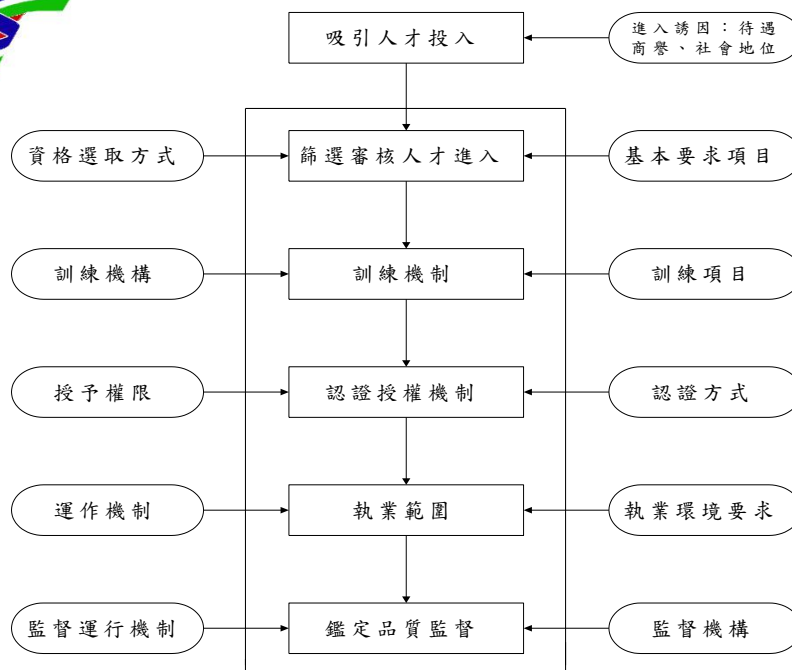 吸引人才投入
進入誘因：待遇
商譽、社會地位
資格選取方式
篩選審核人才進入
基本要求項目
訓練機構
訓練機制
訓練項目
授予權限
認證授權機制
認證方式
運作機制
執業範圍
執業環境要求
監督運行機制
鑑定品質監督
監督機構